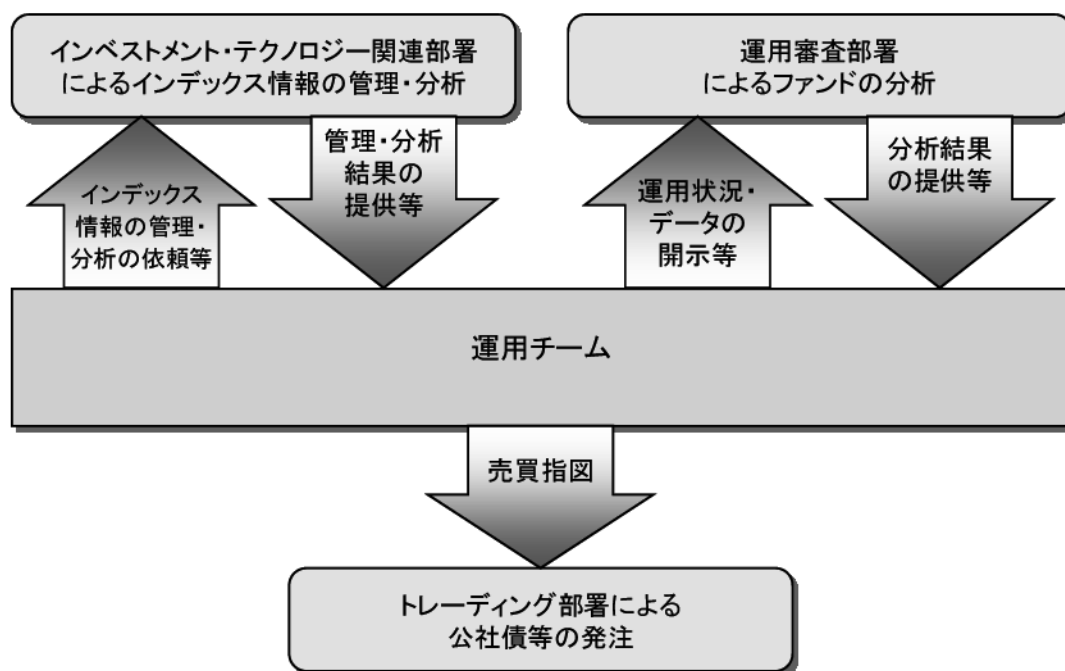 インベストメント・テクノロジー関連部署
によるインデックス情報の管理・分析
運用審査部署
によるファンドの分析
インデックス
情報の管理・
分析の依頼等
管理・分析
結果の
提供等
運用状況・
データの
開示等
分析結果
の提供等
運用チーム
売買指図
トレーディング部署による
公社債等の発注